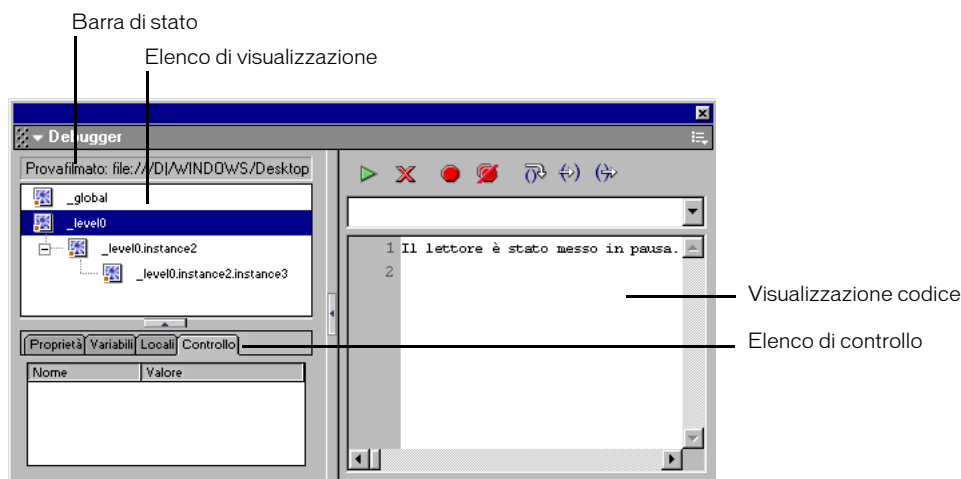 Barra di stato
Elenco di visualizzazione
Debugger
Provafilmato: file:///D|/WINDOWS/Desktop
_global
_level0
_level0.instance2
_level0.instance2.instance3
1 Il lettore è stato messo in pausa.
2
Visualizzazione codice
Elenco di controllo
Proprietà Variabili Locali Controllo
Nome Valore